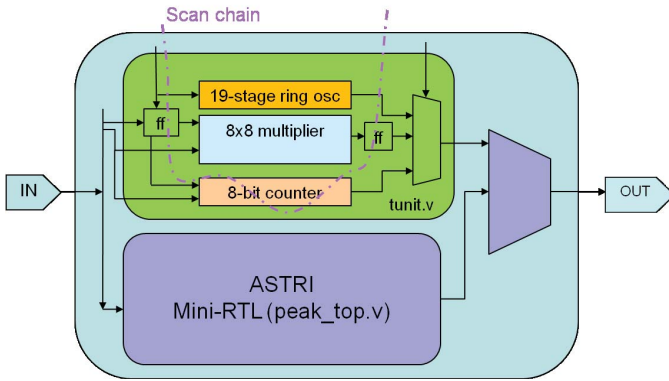 Scan chain
19-stage ring osc
ff
8x8 multiplier
ff
8-bit counter
tunit.v
IN
OUT
ASTRI
Mini-RTL (peak_top.v)